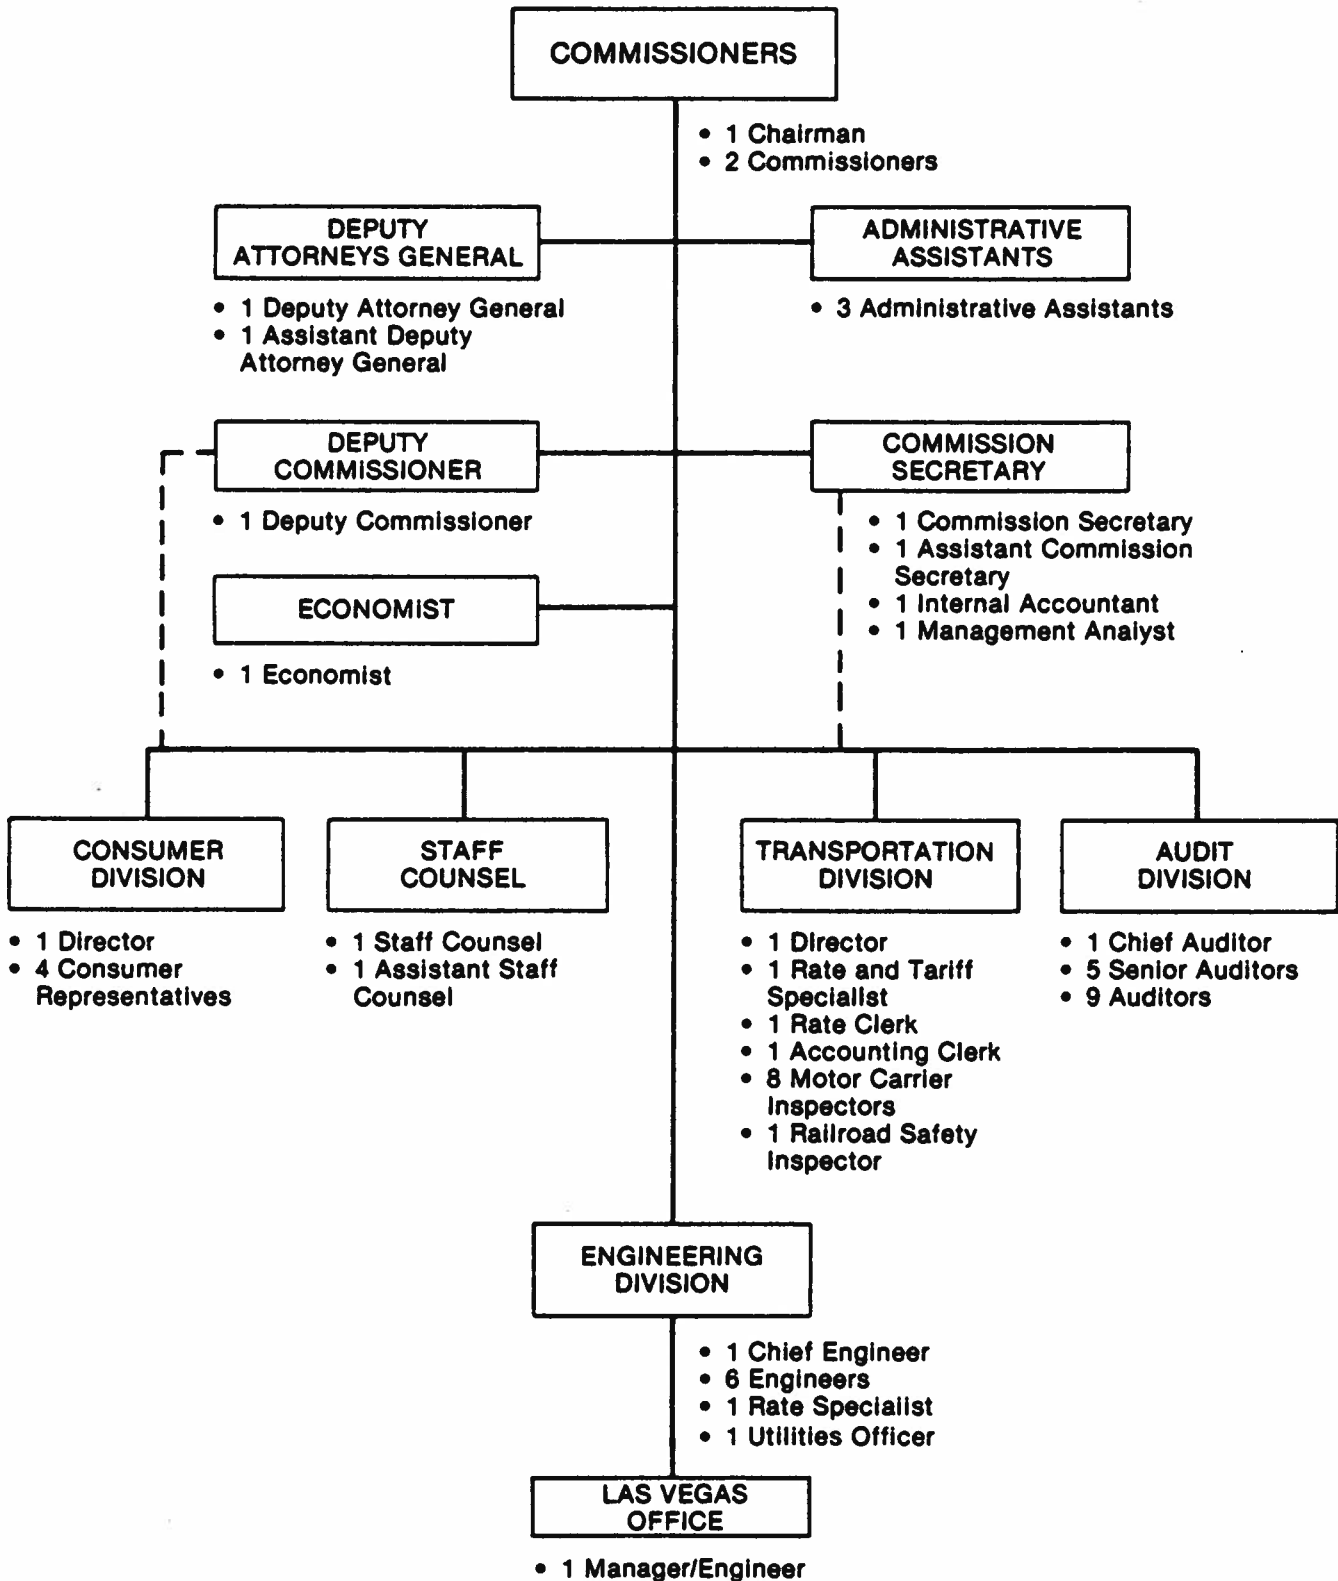 COMMISSIONERS
• 1 Chairman
• 2 Commissioners
DEPUTY
ATTORNEYS GENERAL
• 1 Deputy Attorney General
• 1 Assistant Deputy
Attorney General
ADMINISTRATIVE
ASSISTANTS
• 3 Administrative Assistants
DEPUTY
COMMISSIONER
• 1 Deputy Commissioner
COMMISSION
SECRETARY
• 1 Commission Secretary
• 1 Assistant Commission
Secretary
• 1 Internal Accountant
• 1 Management Analyst
ECONOMIST
• 1 Economist
CONSUMER
DIVISION
• 1 Director
• 4 Consumer
Representatives
STAFF
COUNSEL
• 1 Staff Counsel
• 1 Assistant Staff
Counsel
TRANSPORTATION
DIVISION
• 1 Director
• 1 Rate and Tariff
Specialist
• 1 Rate Clerk
• 1 Accounting Clerk
• 8 Motor Carrier
Inspectors
• 1 Railroad Safety
Inspector
AUDIT
DIVISION
• 1 Chief Auditor
• 5 Senior Auditors
• 9 Auditors
ENGINEERING
DIVISION
• 1 Chief Engineer
• 6 Engineers
• 1 Rate Specialist
• 1 Utilities Officer
LAS VEGAS
OFFICE
• 1 Manager/Engineer